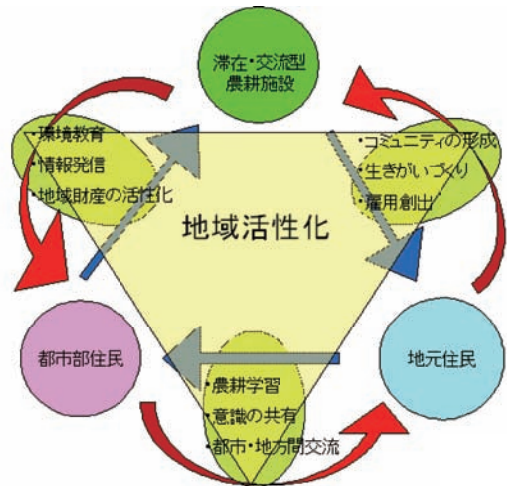 滞在・交流型
農耕施設
・環境教育
・情報発信
・地域財産の活性化
・コミュニティの形成
・生きがいづくり
・雇用創出
地域活性化
都市部住民
地元住民
・農耕学習
・意識の共有
・都市・地方間交流